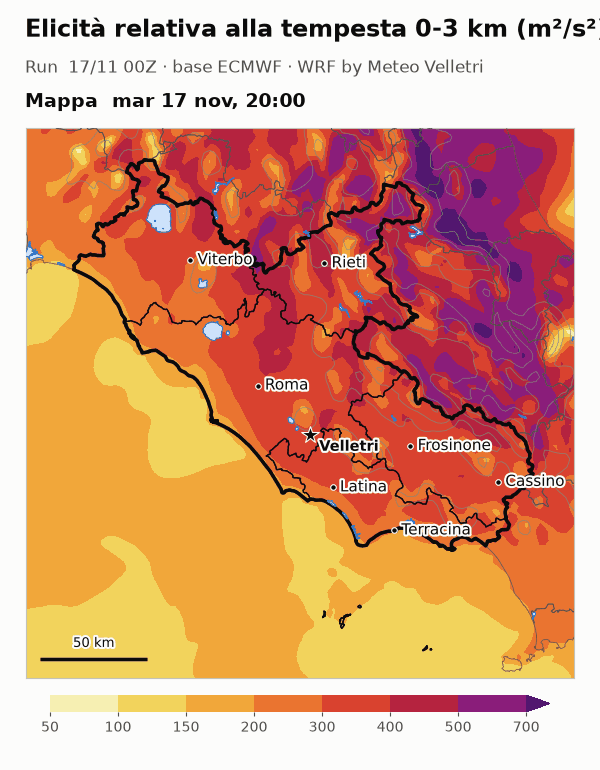 Elicità relativa alla tempesta 0-3 km (m²/s²)
Run 17/11 00Z · base ECMWF · WRF by Meteo Velletri
Mappa mar 17 nov, 20:00
Viterbo
Rieti
Roma
Velletri
Frosinone
Cassino
Latina
Terracina
50 km
50 100 150 200 300 400 500 700